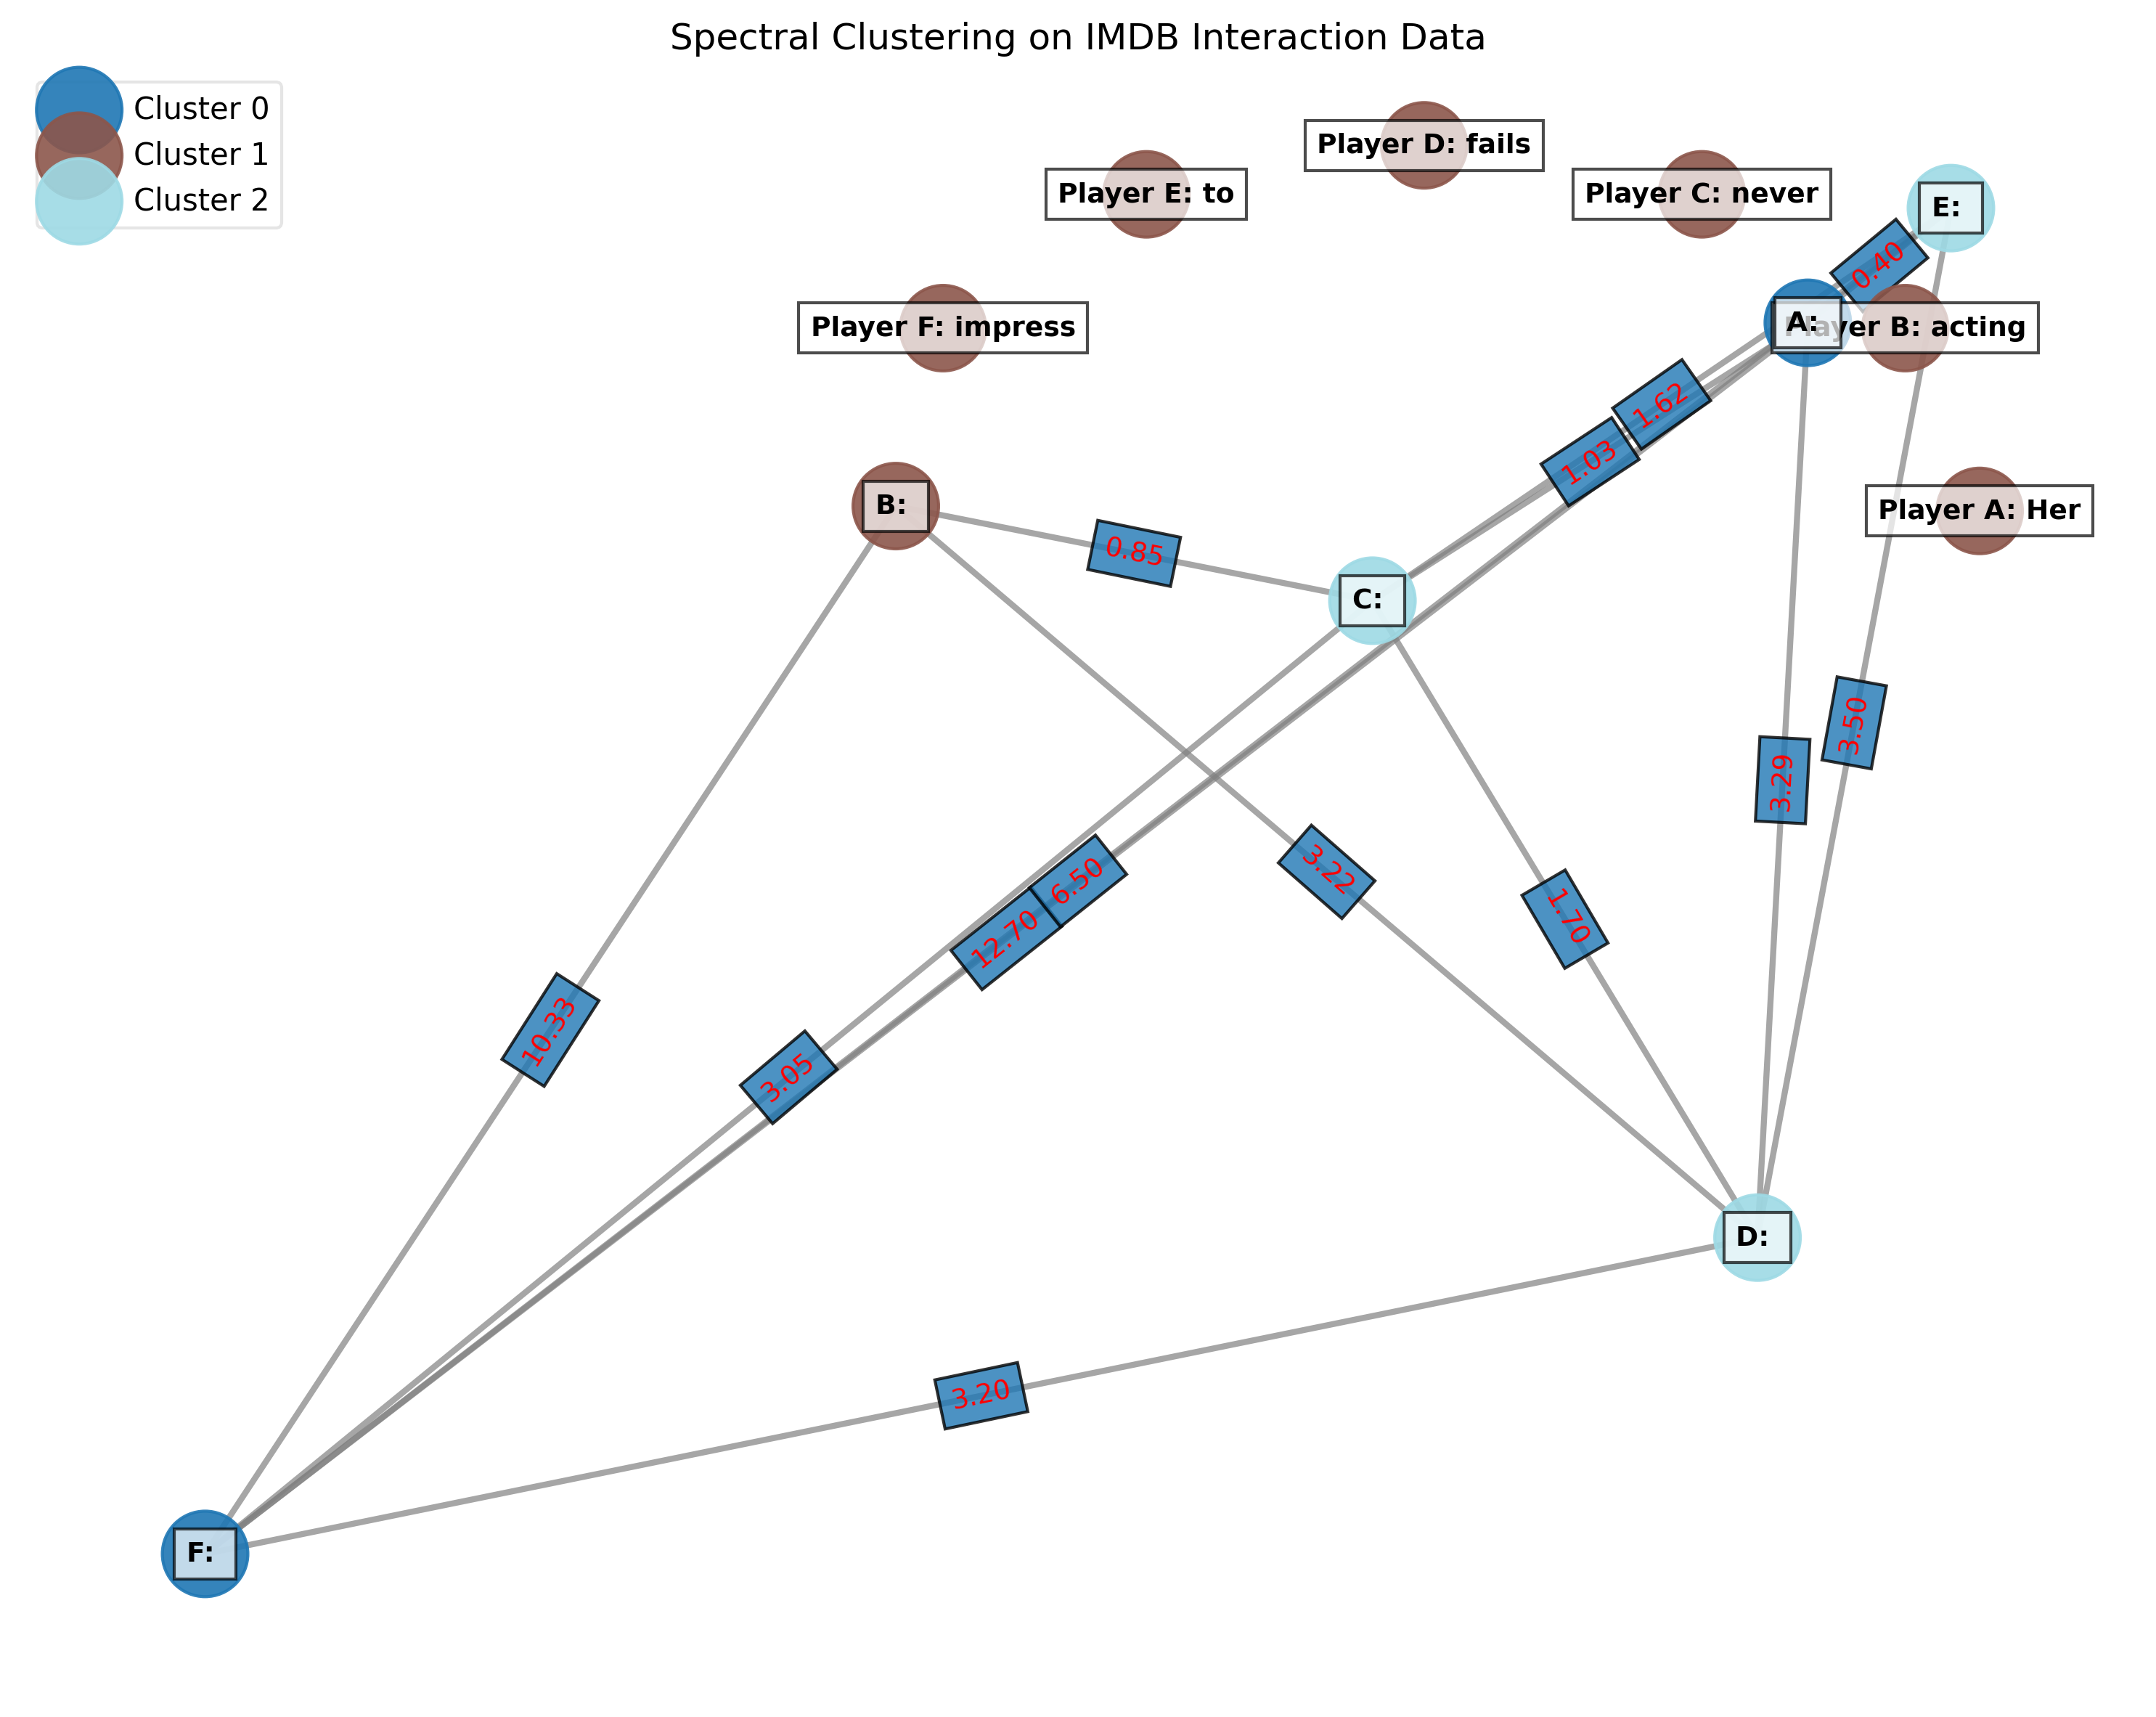 Spectral Clustering on IMDB Interaction Data
Cluster 0
Cluster 1
Cluster 2
Player D: fails
Player E: to
Player C: never
E:
0.40
Player F: impress
A:
Player B: acting
1.62
1.03
B:
Player A: Her
0.85
C:
3.50
3.29
3.22
6.50
1.70
12.70
10.33
3.05
D:
3.20
F: